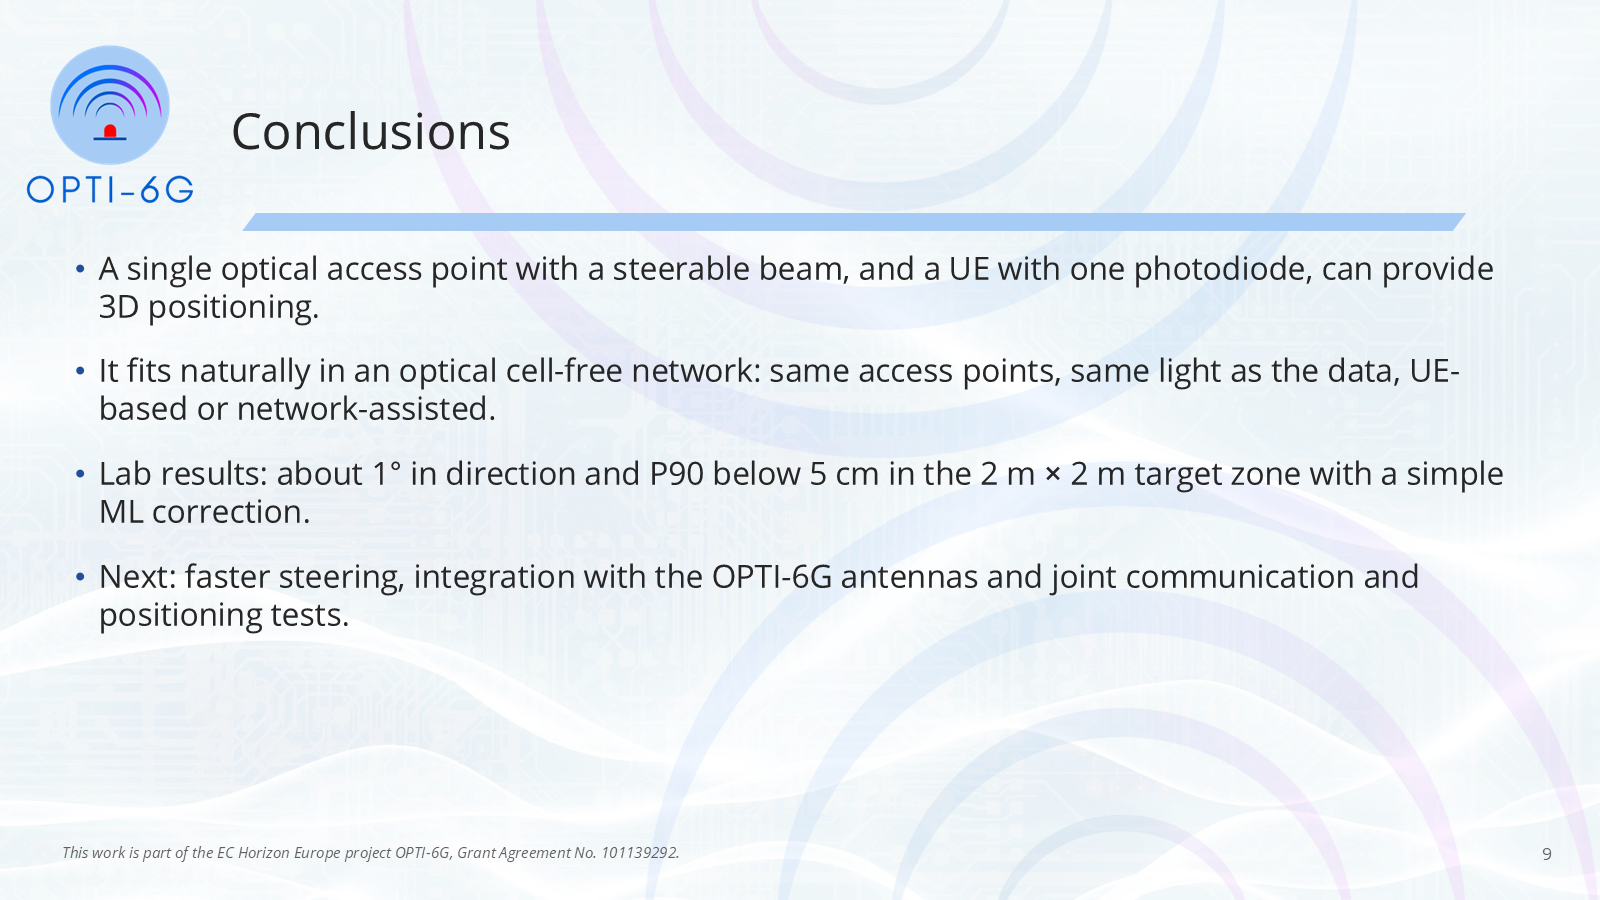 OPTI-6G
Conclusions
• A single optical access point with a steerable beam, and a UE with one photodiode, can provide
3D positioning.
• It fits naturally in an optical cell-free network: same access points, same light as the data, UE-
based or network-assisted.
• Lab results: about 1° in direction and P90 below 5 cm in the 2 m × 2 m target zone with a simple
ML correction.
• Next: faster steering, integration with the OPTI-6G antennas and joint communication and
positioning tests.
This work is part of the EC Horizon Europe project OPTI-6G, Grant Agreement No. 101139292.
9